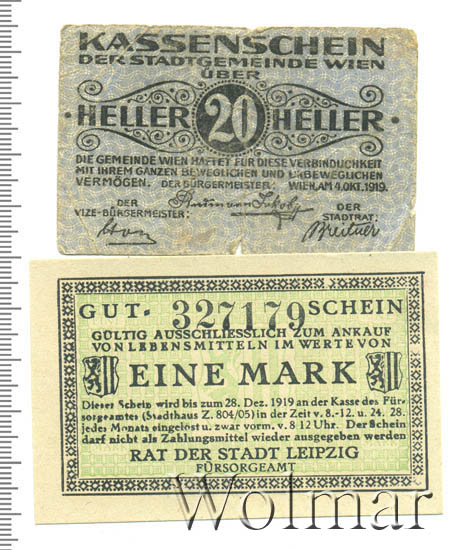 KASSENSCHEIN
DER STADTGEMEINDE WIEN
ÜBER
HELLER 20 HELLER
DIE GEMEINDE WIEN HAFTET FÜR DIESE VERBINDLICHKEIT
MIT IHREM GANZEN BEWEGLICHEN UND UNBEWEGLICHEN
VERMÖGEN. DER BÜRGERMEISTER: WIEN, AM 4. OKT. 1919.
DER
VIZE-BÜRGERMEISTER:
DER
STADTRAT:
Breitner
GUT- 327179 SCHEIN
GÜLTIG AUSSCHLIESSLICH ZUM ANKAUF
VON LEBENSMITTELN IM WERTE VON
EINE MARK
Dieser Schein wird bis zum 28. Dez. 1919 an der Kasse des Für-
sorgeamtes (Stadthaus Z. 804/05) in der Zeit v. 8.-12. u. 24. 28.
jedes Monats eingelöst u. zwar vorm. v. 8 12 Uhr. Der Schein
darf nicht als Zahlungsmittel wieder ausgegeben werden
RAT DER STADT LEIPZIG
FÜRSORGEAMT
Wolmar